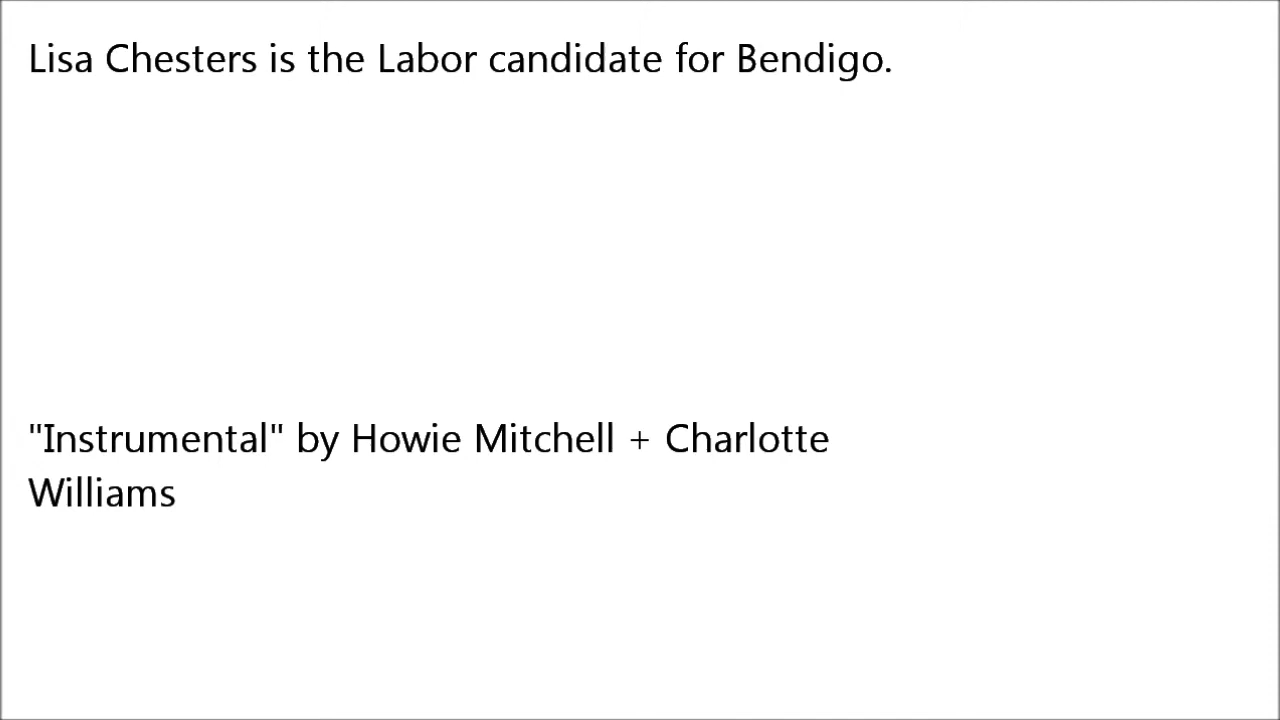 Lisa Chesters is the Labor candidate for Bendigo.
"Instrumental" by Howie Mitchell + Charlotte
Williams